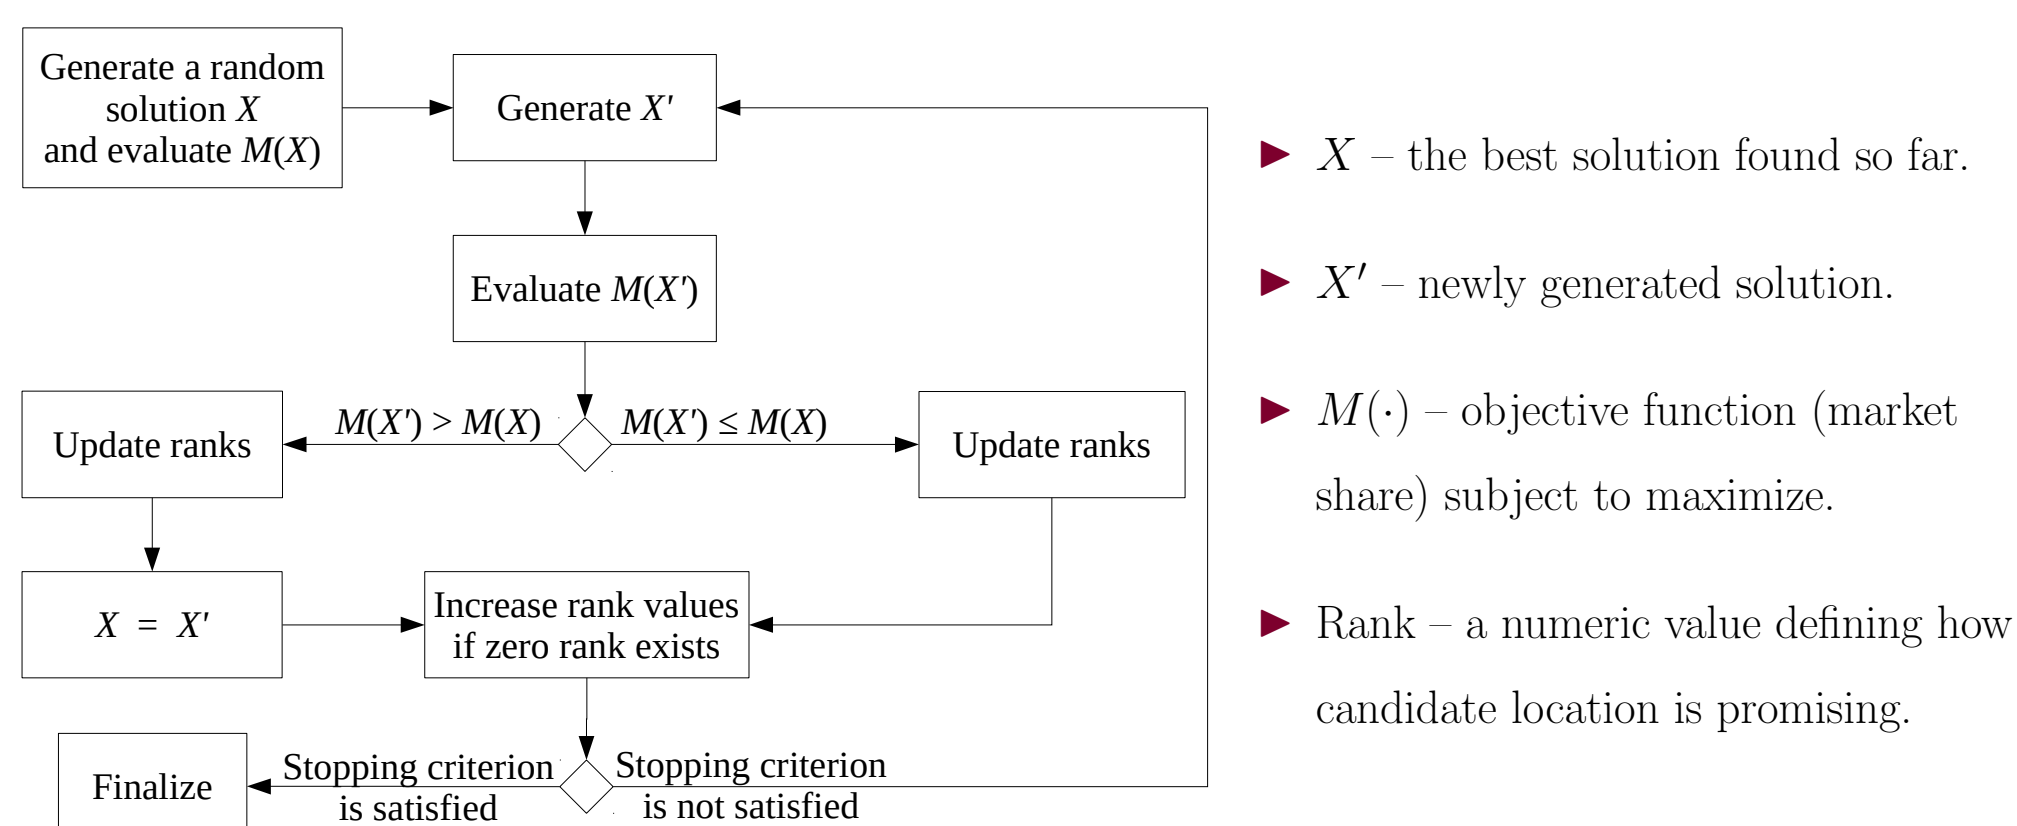 Generate a random
solution X
and evaluate M(X)
Generate X'
Evaluate M(X')
M(X') > M(X)
M(X') ≤ M(X)
Update ranks
Update ranks
X = X'
Increase rank values
if zero rank exists
Finalize
Stopping criterion
is satisfied
Stopping criterion
is not satisfied
▶ X – the best solution found so far.
▶ X′ – newly generated solution.
▶ M(·) – objective function (market
share) subject to maximize.
▶ Rank – a numeric value defining how
candidate location is promising.